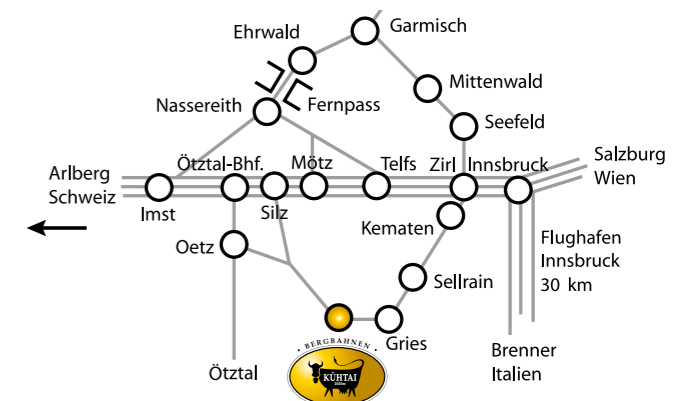 Garmisch
Ehrwald
Mittenwald
Nassereith
Fernpass
Seefeld
Ötztal-Bhf.
Mötz
Telfs
Zirl
Innsbruck
Salzburg
Wien
Arlberg
Schweiz
Imst
Silz
Kematen
Oetz
Flughafen
Innsbruck
30 km
Sellrain
Gries
Brenner
Italien
Ötztal
· BERGBAHNEN ·
KÜHTAI
2020m